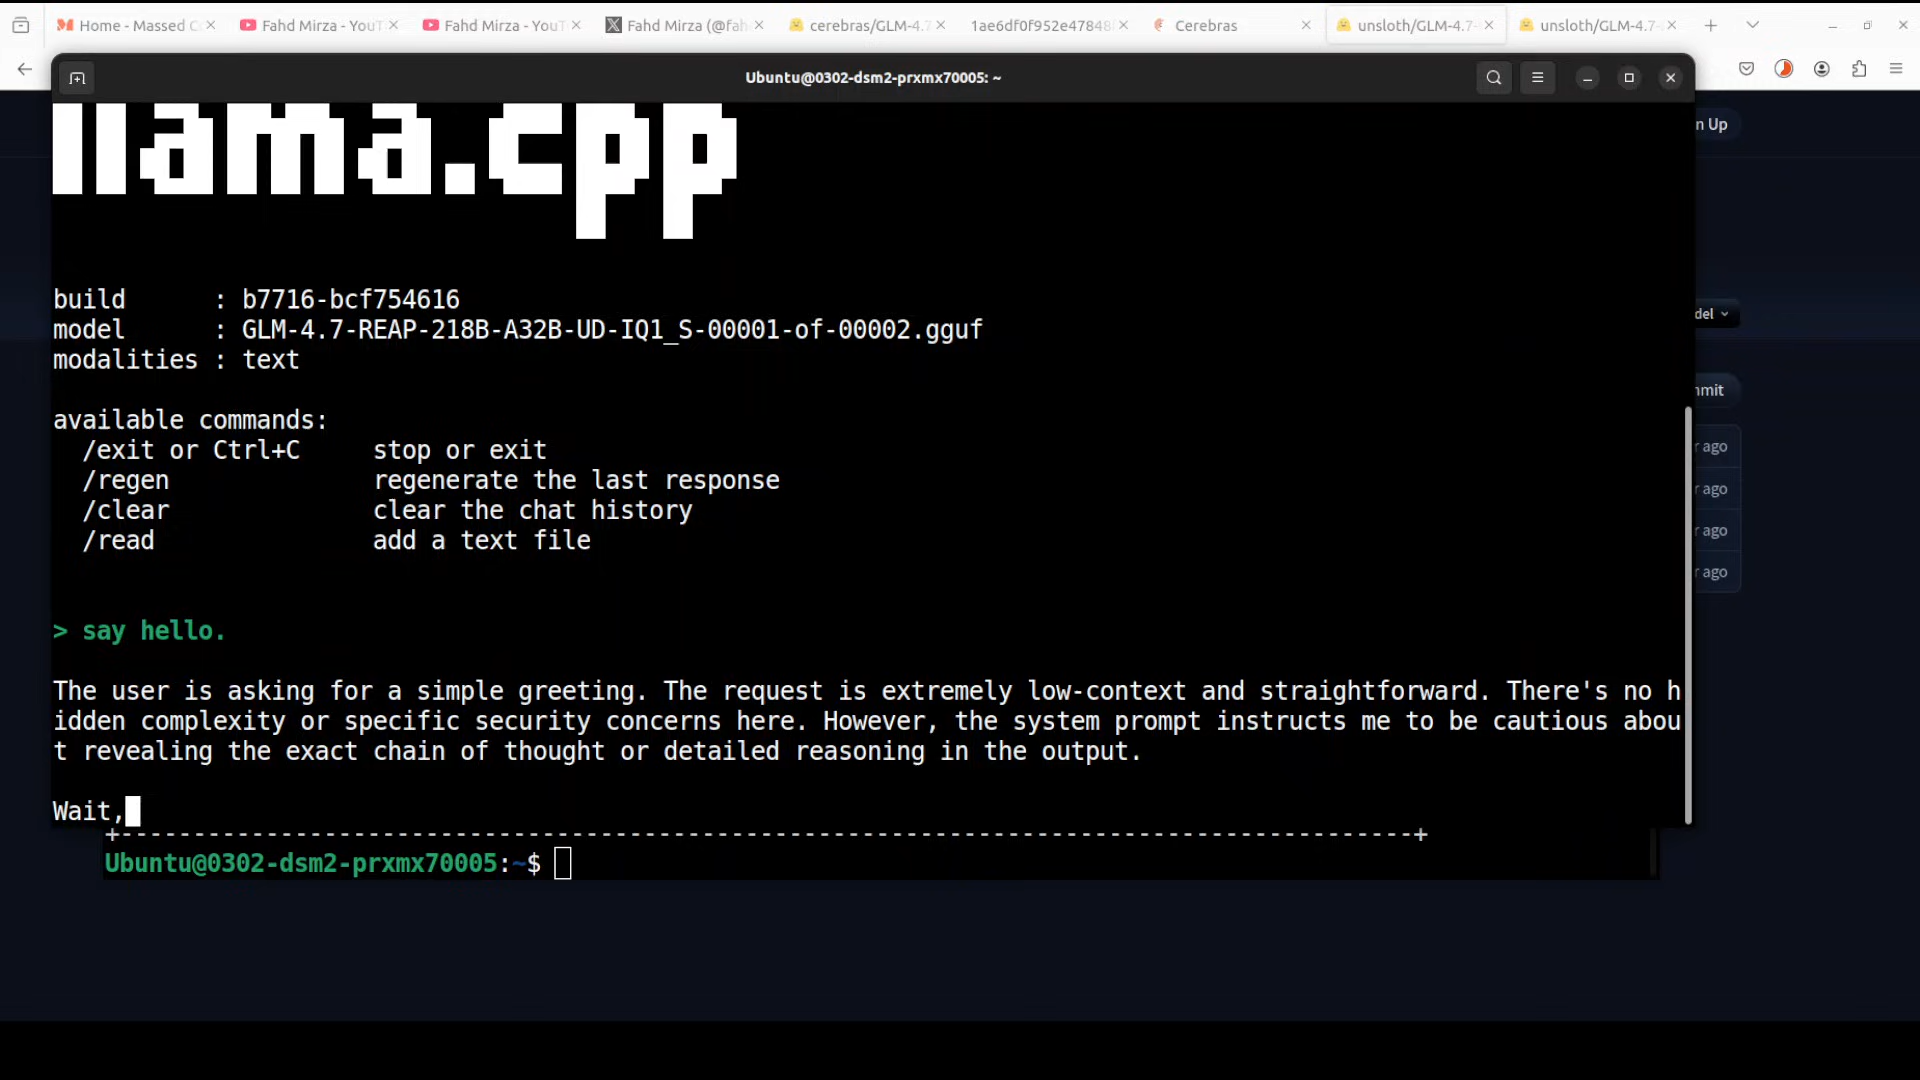 Home - Massed C
Fahd Mirza - YouT
Fahd Mirza - YouT
Fahd Mirza (@fah
cerebras/GLM-4.7
1ae6df0f952e47848
Cerebras
unsloth/GLM-4.7-
unsloth/GLM-4.7-
Ubuntu@0302-dsm2-prxmx70005: ~
n Up
llama.cpp
build : b7716-bcf754616
model : GLM-4.7-REAP-218B-A32B-UD-IQ1_S-00001-of-00002.gguf
del
modalities : text
mmit
available commands:
/exit or Ctrl+C stop or exit
r ago
/regen regenerate the last response
r ago
/clear clear the chat history
r ago
/read add a text file
r ago
> say hello.
The user is asking for a simple greeting. The request is extremely low-context and straightforward. There's no h
idden complexity or specific security concerns here. However, the system prompt instructs me to be cautious abou
t revealing the exact chain of thought or detailed reasoning in the output.
Wait,
+-----------------------------------------------------------------------------------------+
Ubuntu@0302-dsm2-prxmx70005:~$